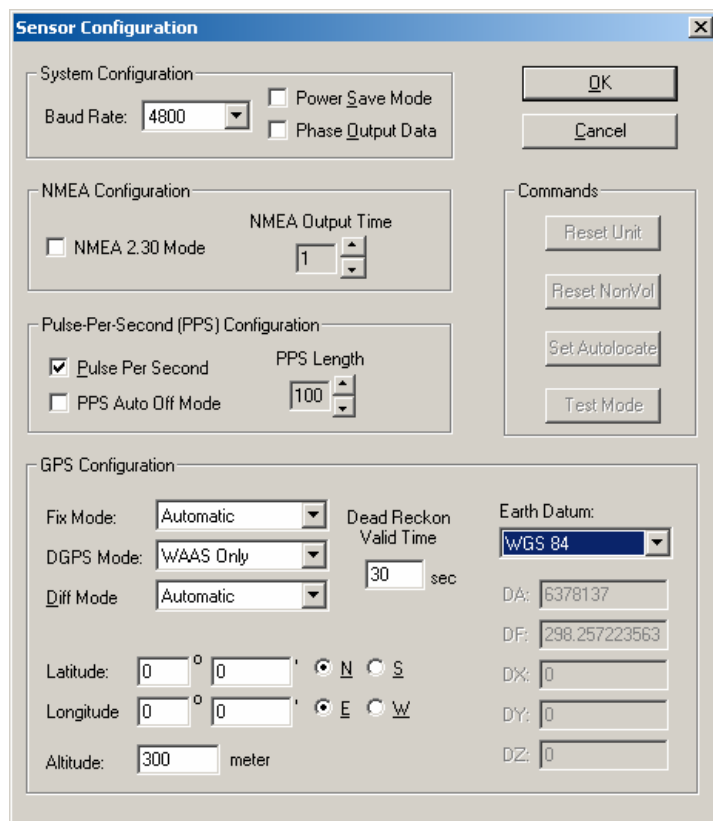 Sensor Configuration
System Configuration
Baud Rate: 4800
Power Save Mode
Phase Output Data
OK
Cancel
NMEA Configuration
NMEA 2.30 Mode
NMEA Output Time
1
Commands
Reset Unit
Reset NonVol
Set Autolocate
Test Mode
Pulse-Per-Second (PPS) Configuration
Pulse Per Second
PPS Auto Off Mode
PPS Length
100
GPS Configuration
Fix Mode: Automatic
DGPS Mode: WAAS Only
Diff Mode Automatic
Dead Reckon
Valid Time
30 sec
Earth Datum:
WGS 84
DA: 6378137
DF: 298.257223563
DX: 0
DY: 0
DZ: 0
Latitude: 0 º 0 ' N S
Longitude 0 º 0 ' E W
Altitude: 300 meter